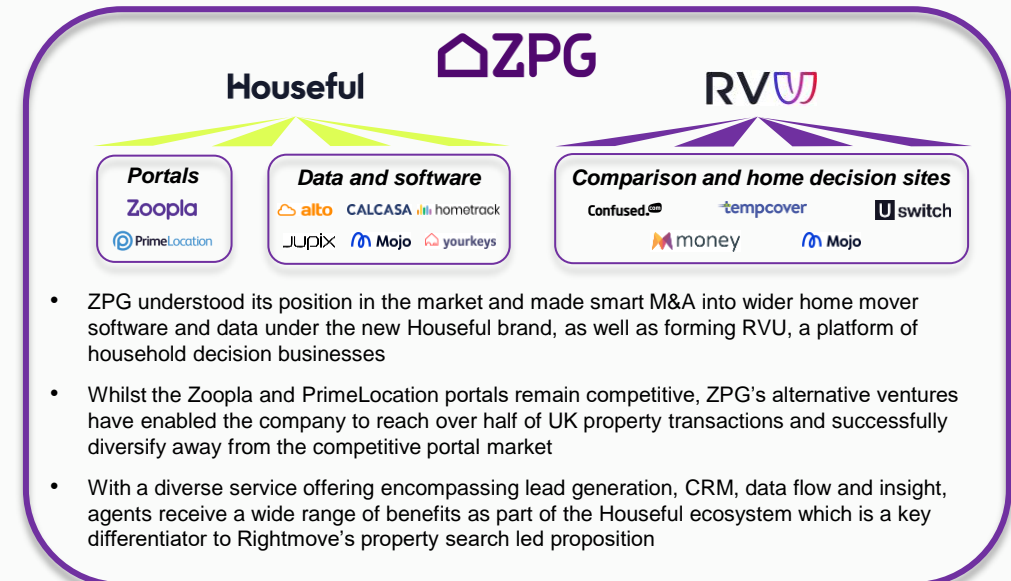 ZPG
Houseful
RVU
Portals
Zoopla
PrimeLocation
Data and software
alto CALCASA hometrack
JUPIX Mojo yourkeys
Comparison and home decision sites
Confused.com tempcover Uswitch
money Mojo
• ZPG understood its position in the market and made smart M&A into wider home mover
software and data under the new Houseful brand, as well as forming RVU, a platform of
household decision businesses
• Whilst the Zoopla and PrimeLocation portals remain competitive, ZPG's alternative ventures
have enabled the company to reach over half of UK property transactions and successfully
diversify away from the competitive portal market
• With a diverse service offering encompassing lead generation, CRM, data flow and insight,
agents receive a wide range of benefits as part of the Houseful ecosystem which is a key
differentiator to Rightmove's property search led proposition